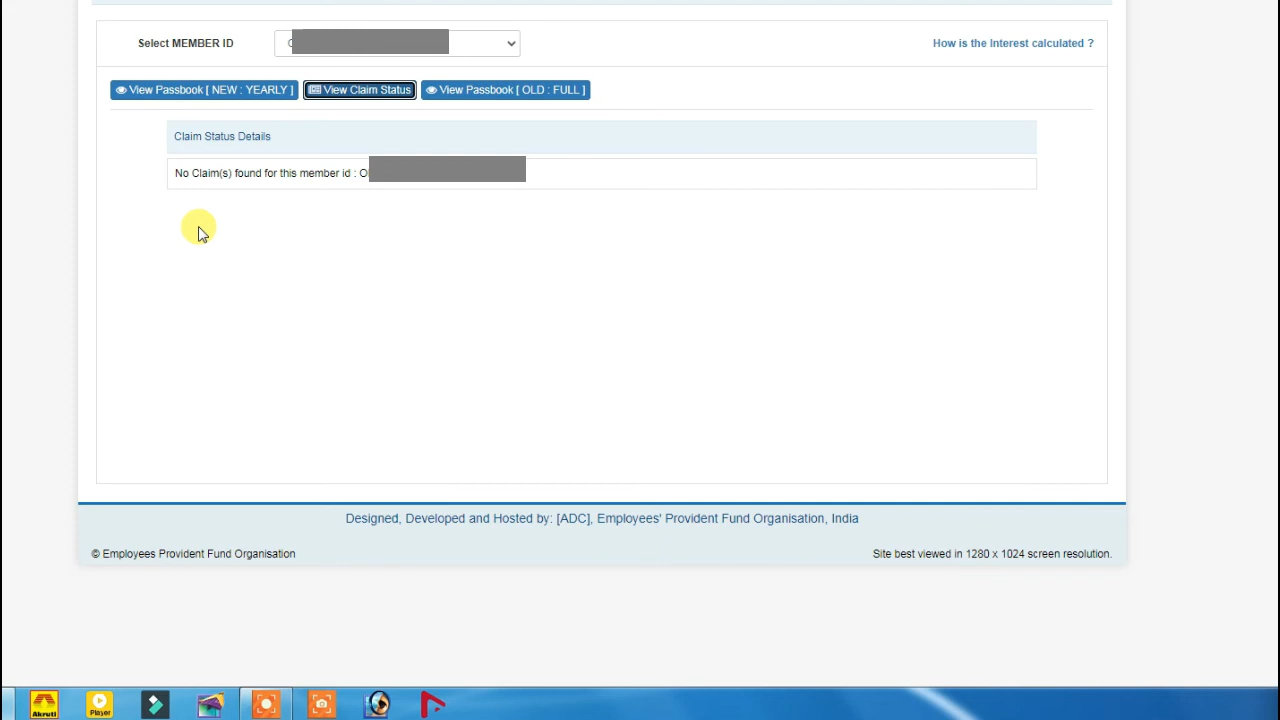 Select MEMBER ID
How is the Interest calculated ?
View Passbook [ NEW : YEARLY ] View Claim Status View Passbook [ OLD : FULL ]
Claim Status Details
No Claim(s) found for this member id :
Designed, Developed and Hosted by: [ADC], Employees' Provident Fund Organisation, India
© Employees Provident Fund Organisation
Site best viewed in 1280 x 1024 screen resolution.
Akruti
Player